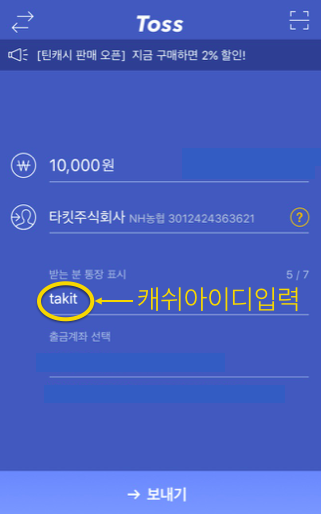 Toss
[틴캐시 판매 오픈] 지금 구매하면 2% 할인!
10,000원
타킷주식회사 NH농협 3012424363621
받는 분 통장 표시 5 / 7
takit 캐쉬아이디입력
출금계좌 선택
→ 보내기